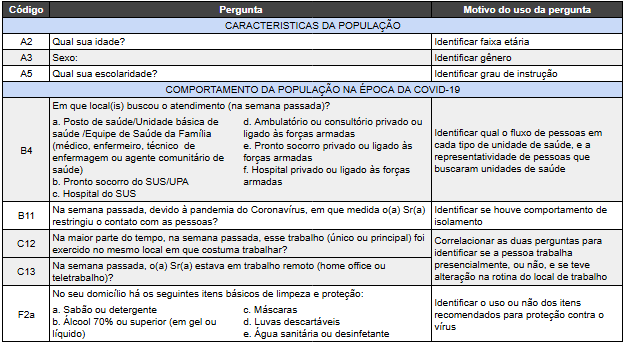 Código Pergunta Motivo do uso da pergunta
CARACTERISTICAS DA POPULAÇÃO
A2 Qual sua idade? Identificar faixa etária
A3 Sexo: Identificar gênero
A5 Qual sua escolaridade? Identificar grau de instrução
COMPORTAMENTO DA POPULAÇÃO NA ÉPOCA DA COVID-19
B4
Em que local(is) buscou o atendimento (na semana passada)?
a. Posto de saúde/Unidade básica de
saúde /Equipe de Saúde da Família
(médico, enfermeiro, técnico de
enfermagem ou agente comunitário de
saúde)
b. Pronto socorro do SUS/UPA
c. Hospital do SUS
d. Ambulatório ou consultório privado ou
ligado às forças armadas
e. Pronto socorro privado ou ligado às
forças armadas
f. Hospital privado ou ligado às forças
armadas
Identificar qual o fluxo de pessoas em
cada tipo de unidade de saúde, e a
representatividade de pessoas que
buscaram unidades de saúde
B11
Na semana passada, devido à pandemia do Coronavírus, em que medida o(a) Sr(a)
restringiu o contato com as pessoas?
Identificar se houve comportamento de
isolamento
C12
Na maior parte do tempo, na semana passada, esse trabalho (único ou principal) foi
exercido no mesmo local em que costuma trabalhar?
C13
Na semana passada, o(a) Sr(a) estava em trabalho remoto (home office ou
teletrabalho)?
Correlacionar as duas perguntas para
identificar se a pessoa trabalha
presencialmente, ou não, e se teve
alteração na rotina do local de trabalho
F2a
No seu domicílio há os seguintes itens básicos de limpeza e proteção:
a. Sabão ou detergente
b. Álcool 70% ou superior (em gel ou
líquido)
c. Máscaras
d. Luvas descartáveis
e. Água sanitária ou desinfetante
Identificar o uso ou não dos itens
recomendados para proteção contra o
vírus